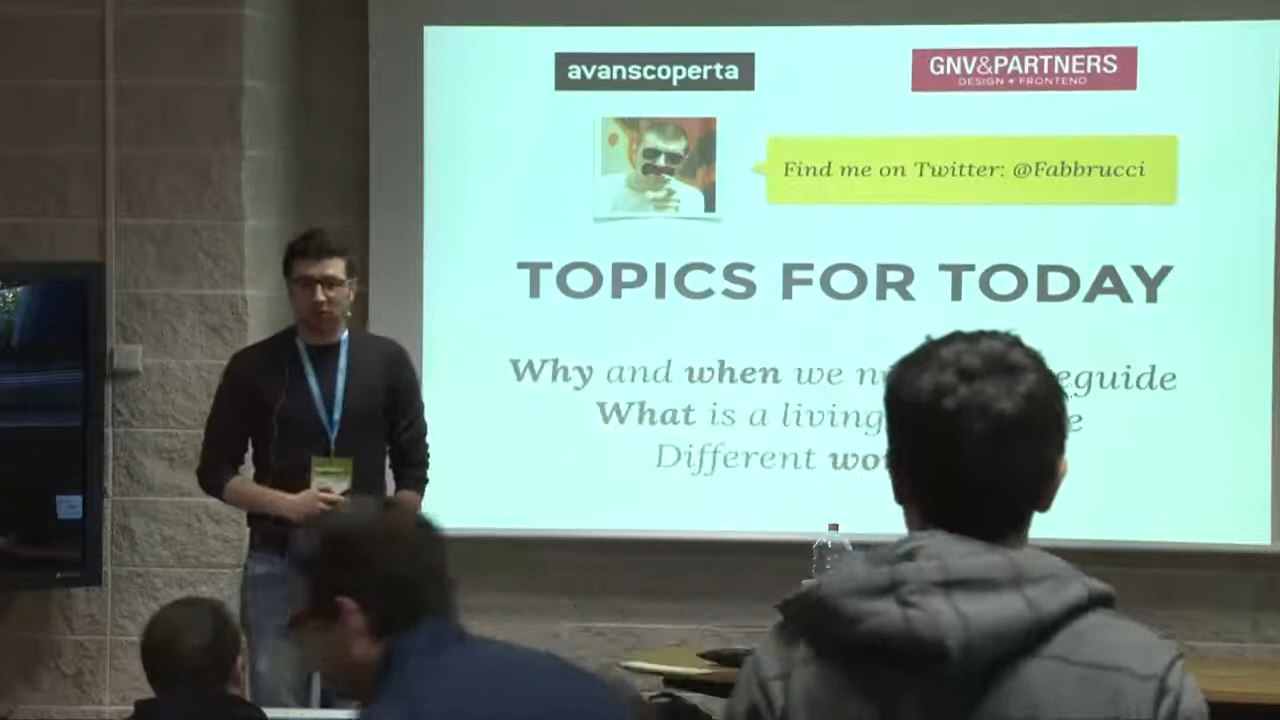 avanscoperta
GNV&PARTNERS
DESIGN + FRONTEND
Find me on Twitter: @Fabbrucci
TOPICS FOR TODAY
Why and when we
What is a living
Different